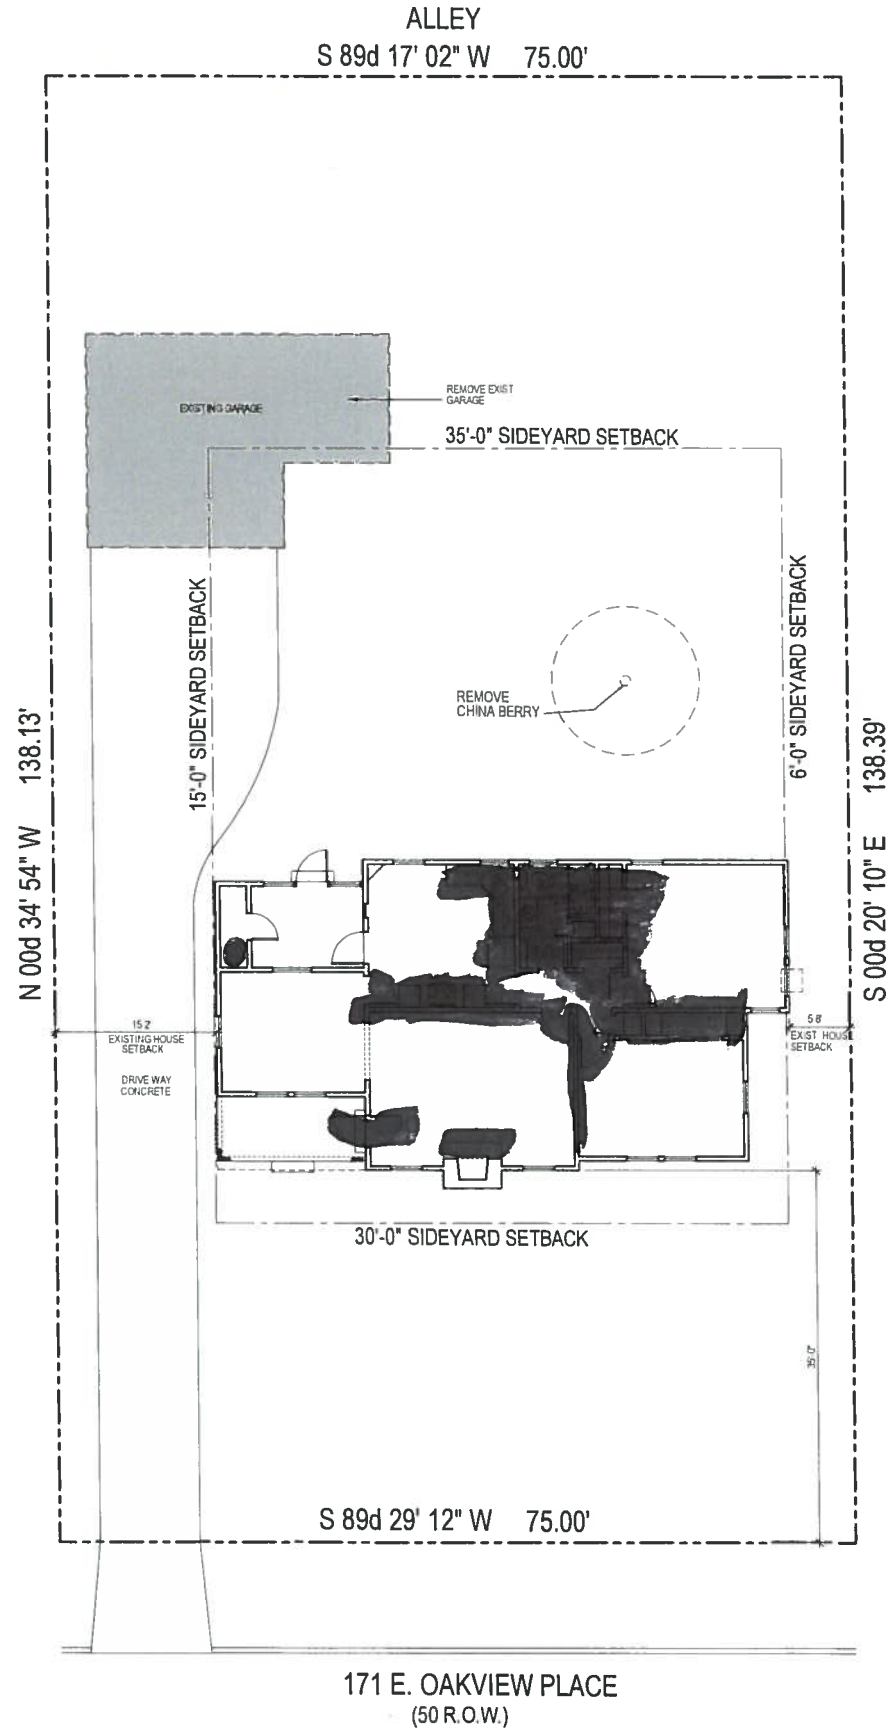 ALLEY
S 89d 17' 02" W 75.00'
EXISTING GARAGE
REMOVE EXIST
GARAGE
35'-0" SIDEYARD SETBACK
15'-0" SIDEYARD SETBACK
6'-0" SIDEYARD SETBACK
REMOVE
CHINA BERRY
N 00d 34' 54" W 138.13'
S 00d 20' 10" E 138.39'
15'2"
EXISTING HOUSE
SETBACK
DRIVE WAY
CONCRETE
5'8"
EXIST HOUSE
SETBACK
30'-0" SIDEYARD SETBACK
35'-0"
S 89d 29' 12" W 75.00'
171 E. OAKVIEW PLACE
(50 R.O.W.)